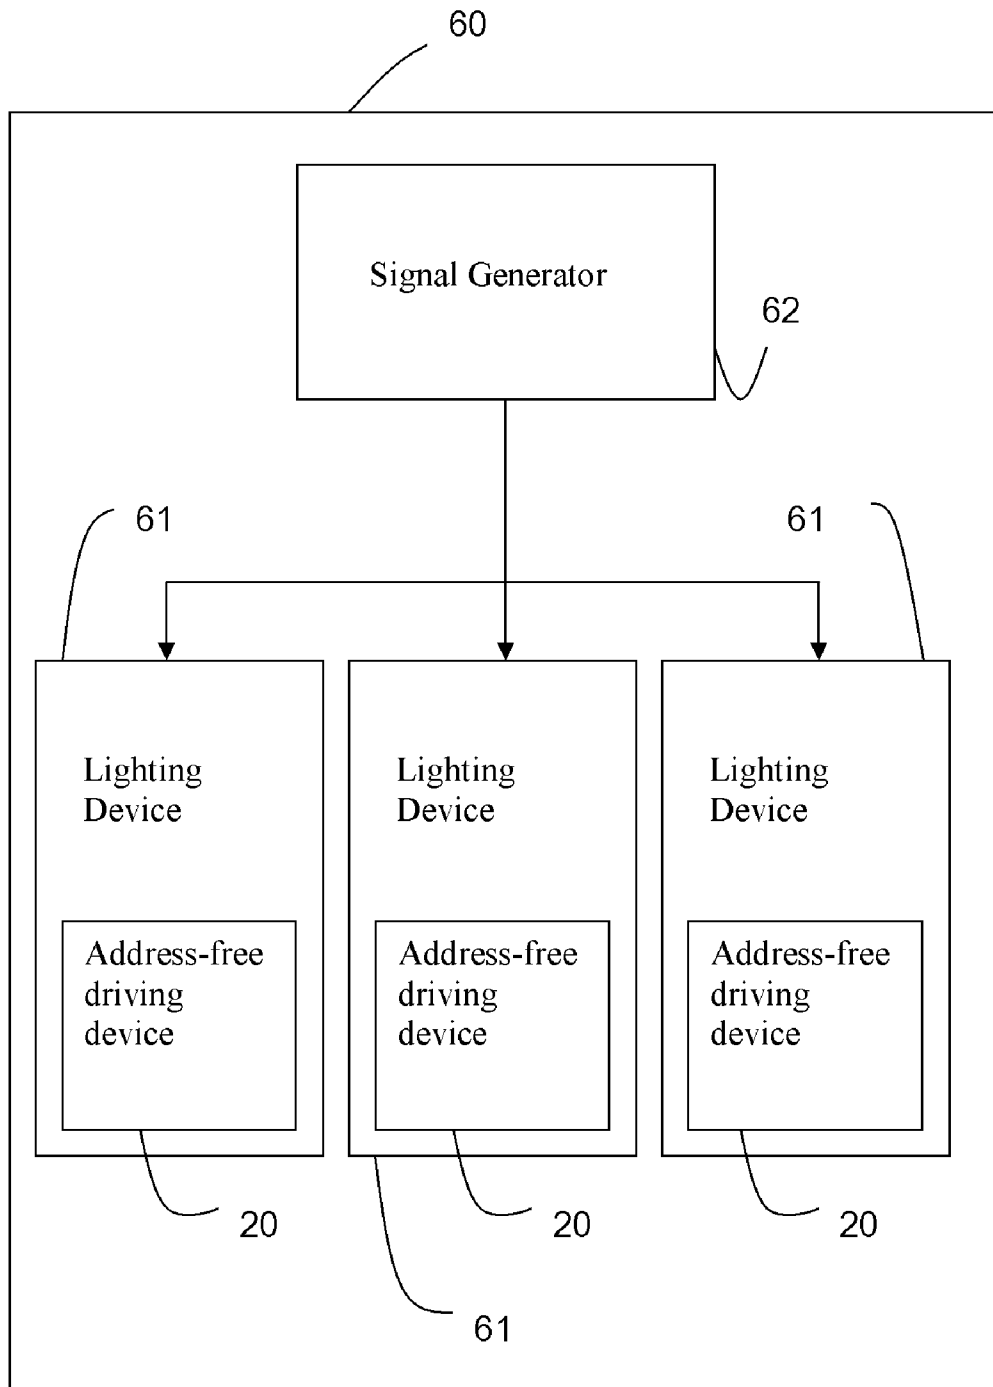 60
Signal Generator
62
61
61
Lighting
Device
Lighting
Device
Lighting
Device
Address-free
driving
device
Address-free
driving
device
Address-free
driving
device
20
20
20
61